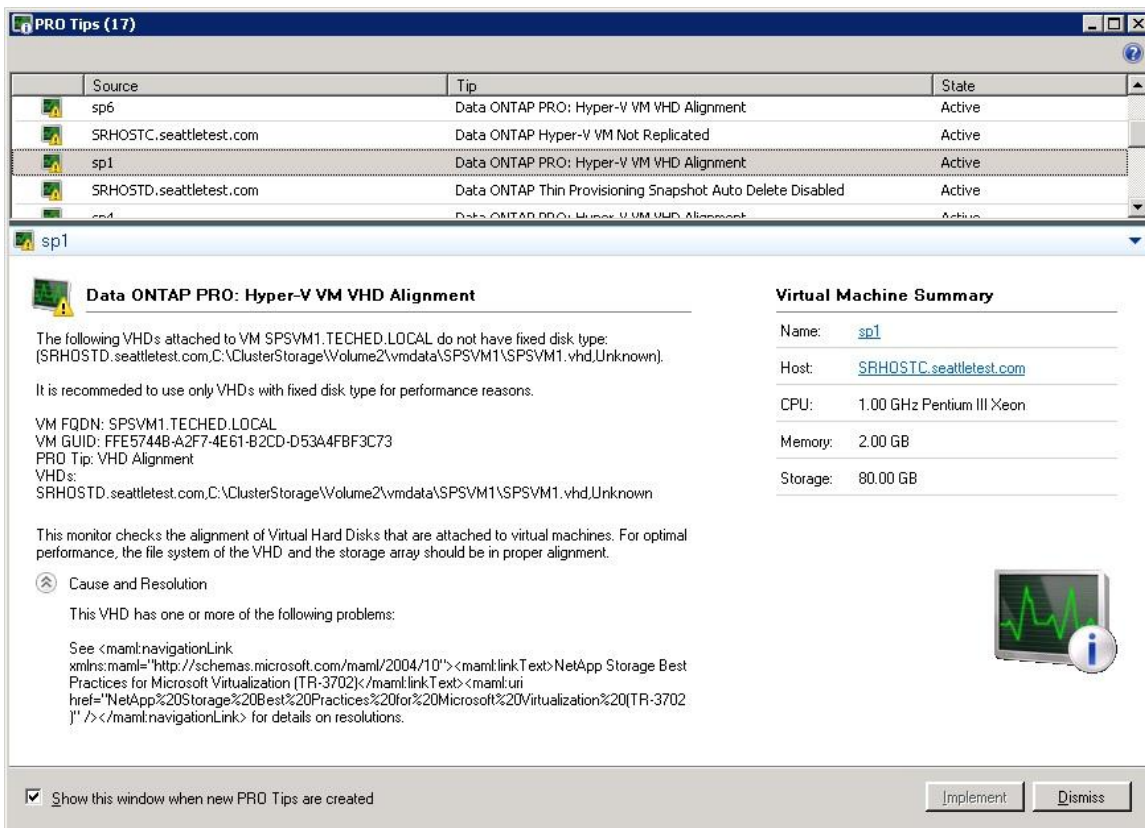 PRO Tips (17)
Source Tip State
sp6 Data ONTAP PRO: Hyper-V VM VHD Alignment Active
SRHOSTC.seattletest.com Data ONTAP Hyper-V VM Not Replicated Active
sp1 Data ONTAP PRO: Hyper-V VM VHD Alignment Active
SRHOSTD.seattletest.com Data ONTAP Thin Provisioning Snapshot Auto Delete Disabled Active
sp4 Data ONTAP PRO: Hyper-V VM VHD Alignment Active
sp1
Data ONTAP PRO: Hyper-V VM VHD Alignment
The following VHDs attached to VM SPSVM1.TECHED.LOCAL do not have fixed disk type:
(SRHOSTD.seattletest.com,C:\ClusterStorage\Volume2\vmdata\SPSVM1\SPSVM1.vhd,Unknown).
It is recommeded to use only VHDs with fixed disk type for performance reasons.
VM FQDN: SPSVM1.TECHED.LOCAL
VM GUID: FFE5744B-A2F7-4E61-B2CD-D53A4FBF3C73
PRO Tip: VHD Alignment
VHDs:
SRHOSTD.seattletest.com,C:\ClusterStorage\Volume2\vmdata\SPSVM1\SPSVM1.vhd,Unknown
This monitor checks the alignment of Virtual Hard Disks that are attached to virtual machines. For optimal
performance, the file system of the VHD and the storage array should be in proper alignment.
Cause and Resolution
This VHD has one or more of the following problems:
See <maml:navigationLink
xmlns:maml="http://schemas.microsoft.com/maml/2004/10"><maml:linkText>NetApp Storage Best
Practices for Microsoft Virtualization (TR-3702)</maml:linkText><maml:uri
href="NetApp%20Storage%20Best%20Practices%20for%20Microsoft%20Virtualization%20(TR-3702
)" /></maml:navigationLink> for details on resolutions.
Virtual Machine Summary
Name: sp1
Host: SRHOSTC.seattletest.com
CPU: 1.00 GHz Pentium III Xeon
Memory: 2.00 GB
Storage: 80.00 GB
Show this window when new PRO Tips are created
Implement
Dismiss